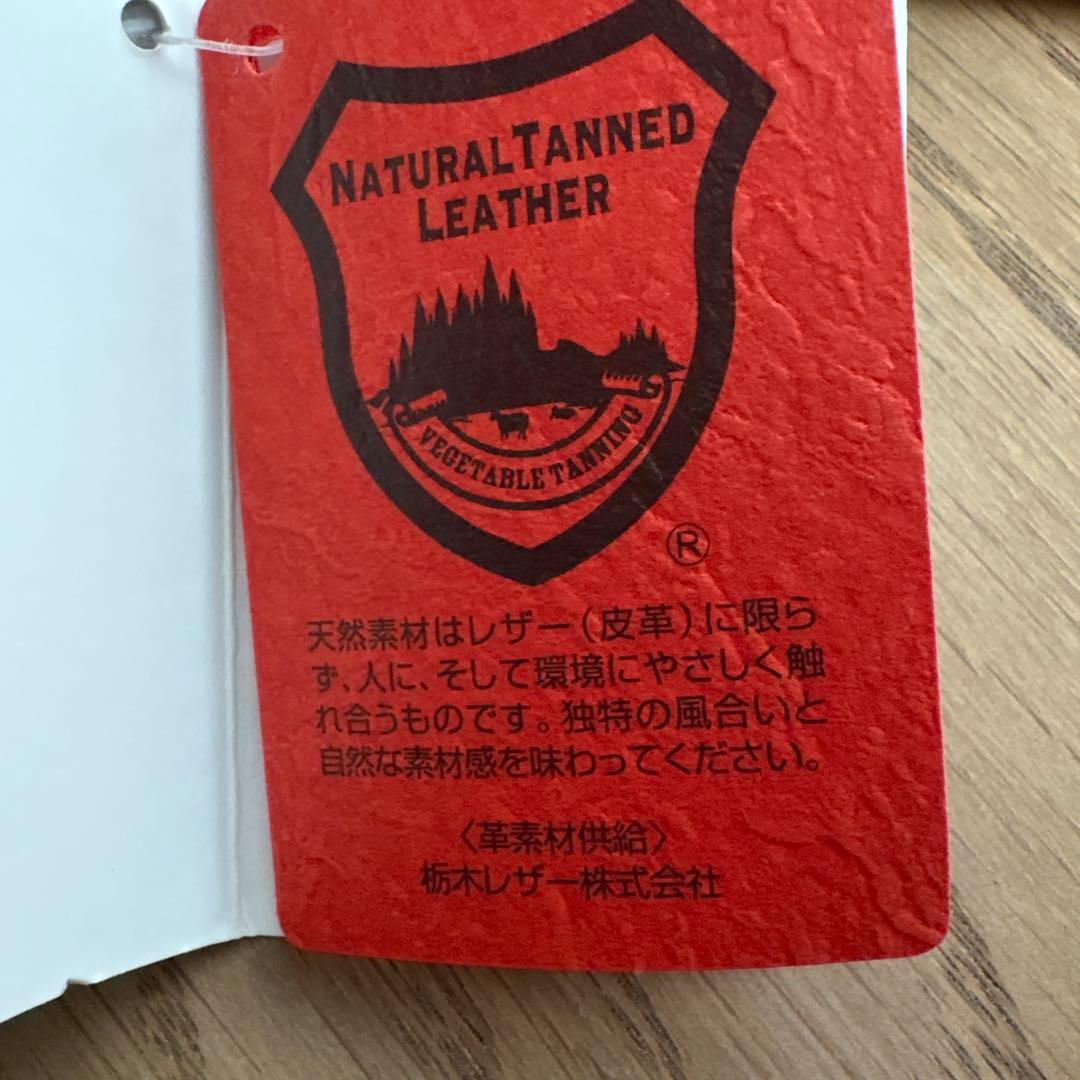 NATURALTANNED
LEATHER
VEGETABLE TANNING
®
天然素材はレザー(皮革)に限ら
ず、人に、そして環境にやさしく触
れ合うものです。独特の風合いと
自然な素材感を味わってください。
〈革素材供給〉
栃木レザー株式会社